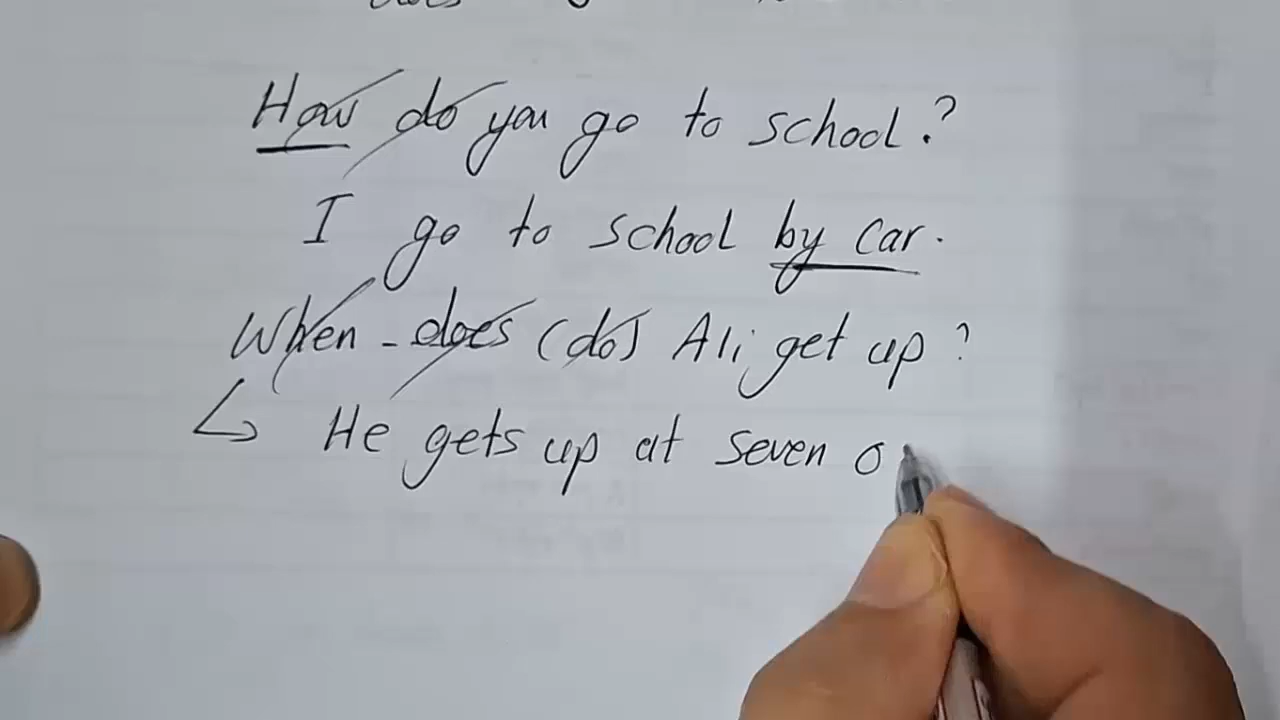 How do you go to school?
I go to school by car.
When - does (do) Ali get up?
↳ He gets up at seven o